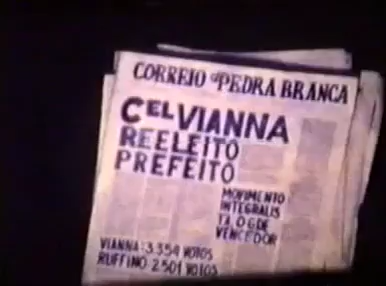 CORREIO d PEDRA BRANCA
CEL VIANNA
REELEITO
PREFEITO
MOVIMENTO
INTEGRALIS
TA O GDE
VENCEDOR
VIANNA: 3.354 VOTOS
RUFFINO 2.501 VOTOS